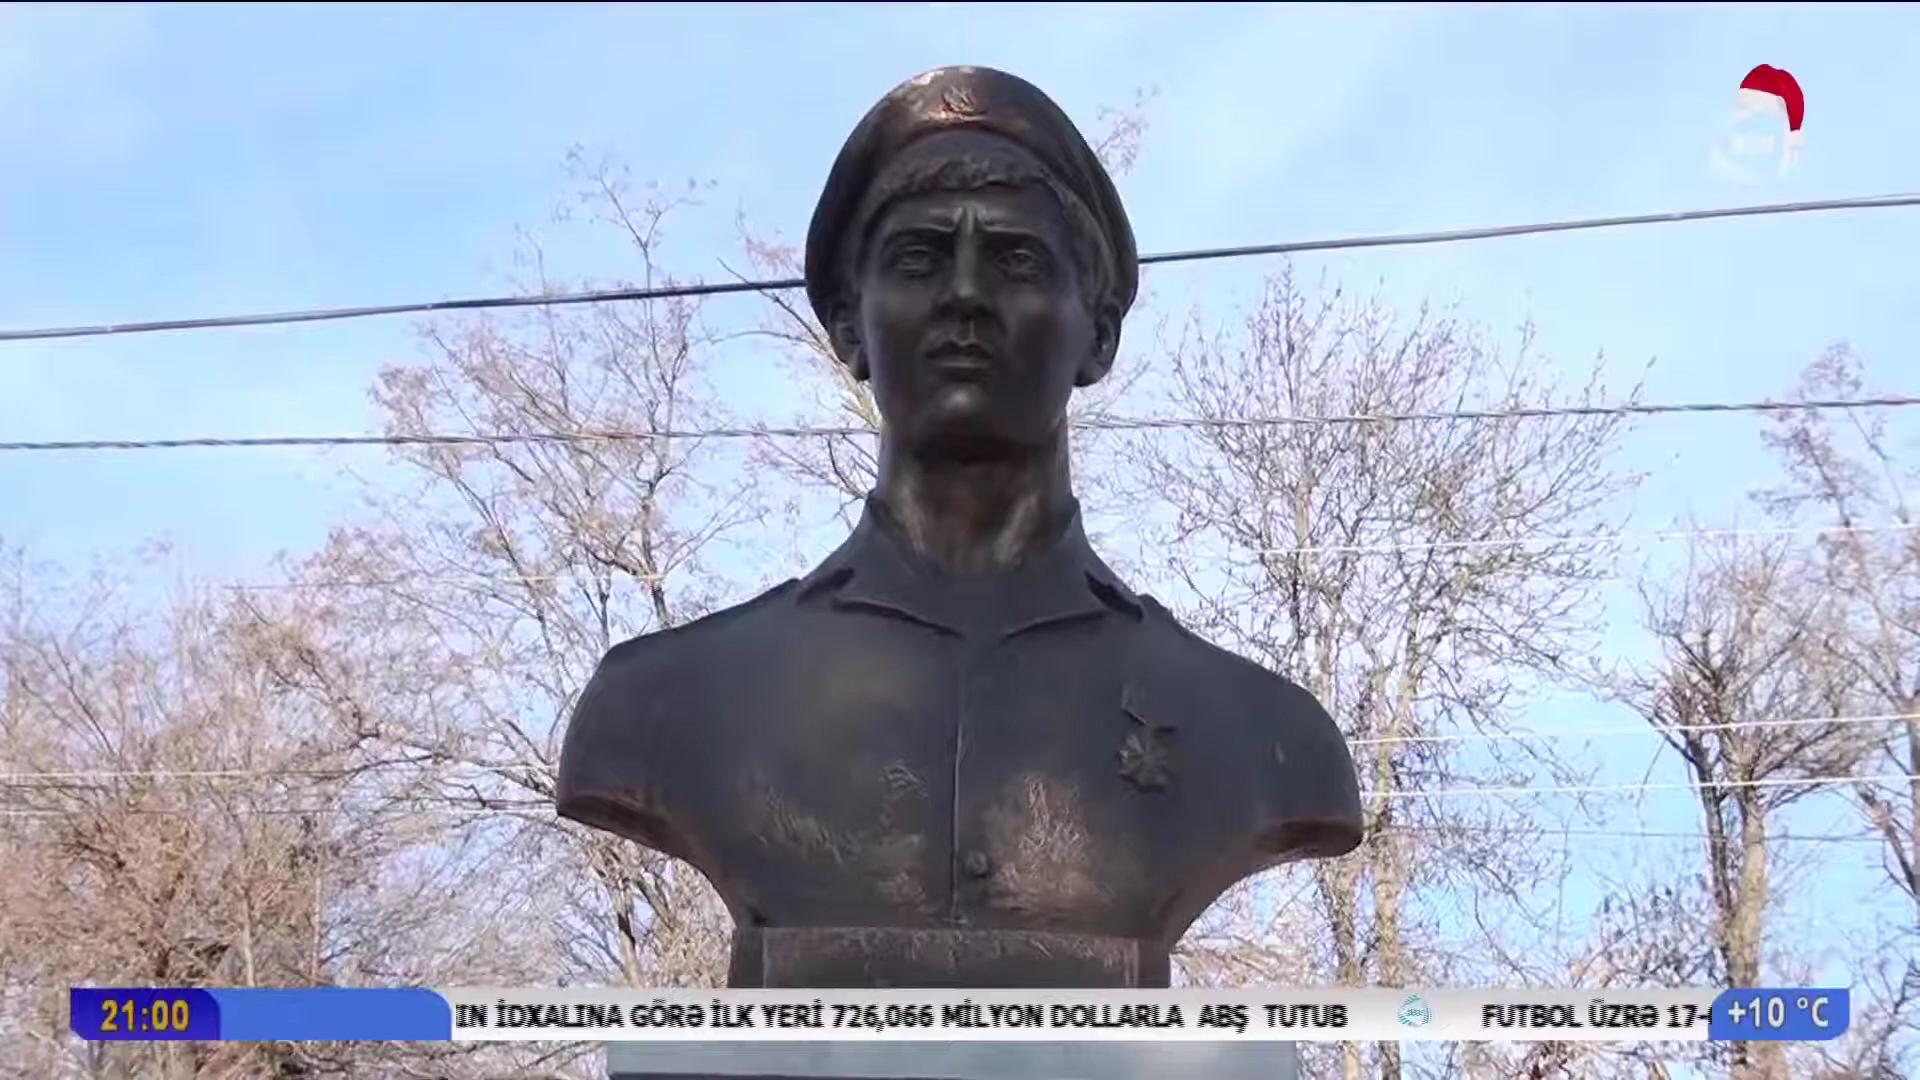 21:00
IN İDXALINA GÖRƏ İLK YERİ 726,066 MİLYON DOLLARLA ABŞ TUTUB
FUTBOL ÜZRƏ 17-
+10 °C